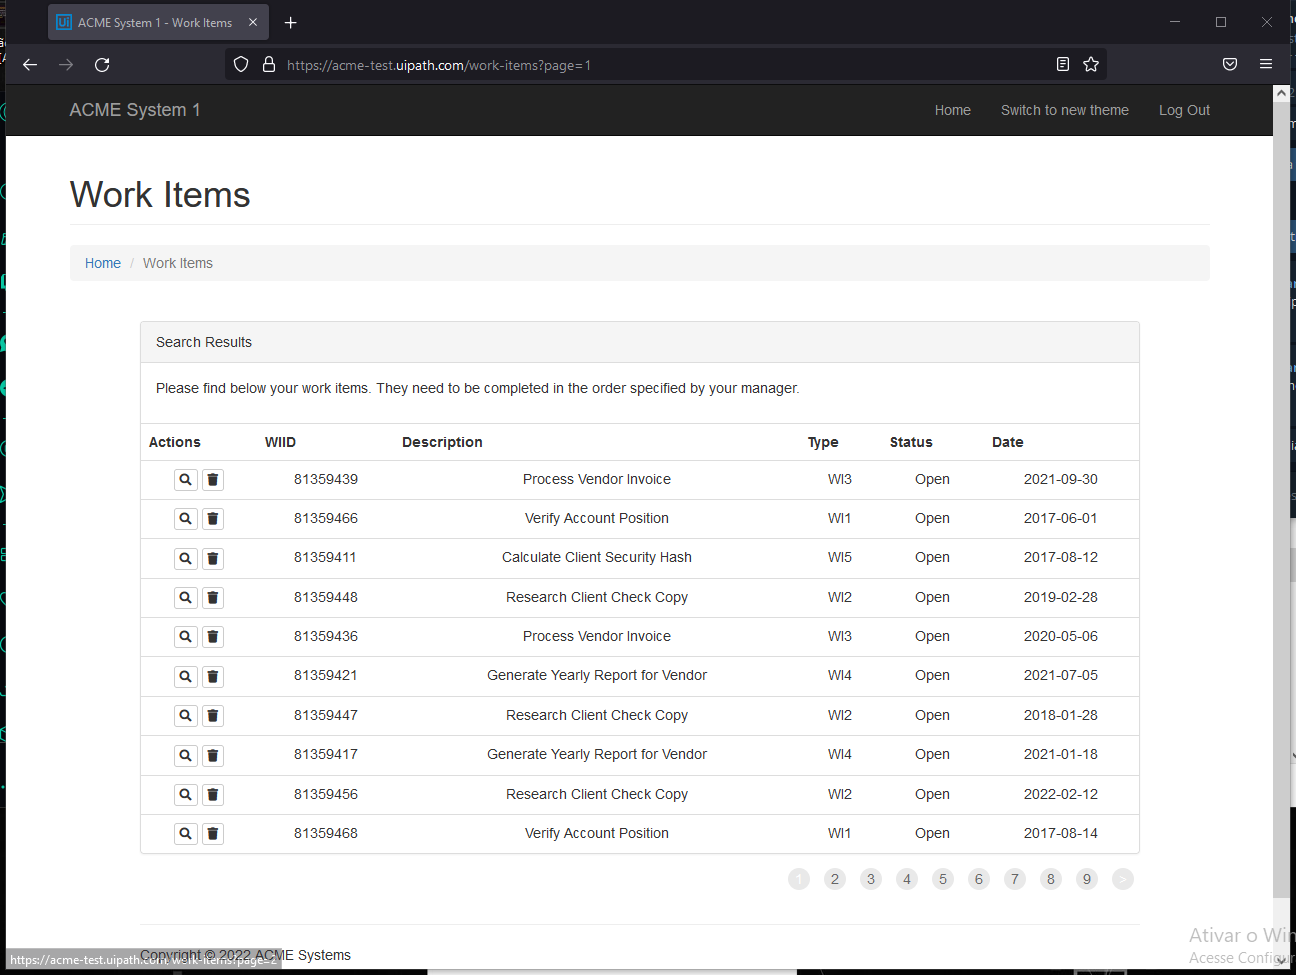 ACME System 1 - Work Items
https://acme-test.uipath.com/work-items?page=1
ACME System 1 Home Switch to new theme Log Out
Work Items
Home / Work Items
Search Results
Please find below your work items. They need to be completed in the order specified by your manager.
Actions WIID Description Type Status Date
81359439 Process Vendor Invoice WI3 Open 2021-09-30
81359466 Verify Account Position WI1 Open 2017-06-01
81359411 Calculate Client Security Hash WI5 Open 2017-08-12
81359448 Research Client Check Copy WI2 Open 2019-02-28
81359436 Process Vendor Invoice WI3 Open 2020-05-06
81359421 Generate Yearly Report for Vendor WI4 Open 2021-07-05
81359447 Research Client Check Copy WI2 Open 2018-01-28
81359417 Generate Yearly Report for Vendor WI4 Open 2021-01-18
81359456 Research Client Check Copy WI2 Open 2022-02-12
81359468 Verify Account Position WI1 Open 2017-08-14
1 2 3 4 5 6 7 8 9 >
Ativar o Win
Copyright © 2022 ACME Systems
https://acme-test.uipath.com/work-items?page=2
Acesse Configur